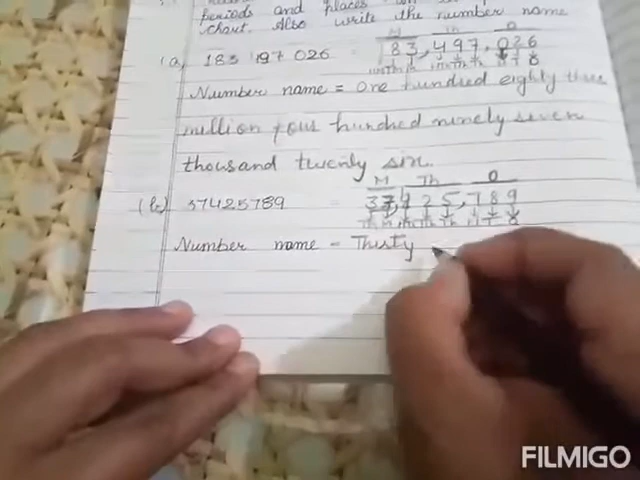 periods and places
chart. Also write the number name
M Th O
(a) 183 497 026 = 183,497,026
Number name = One hundred eighty three
million four hundred ninety seven
thousand twenty six.
M Th O
(b) 37425789 37,425,789
Number name - Thirty
FILMIGO